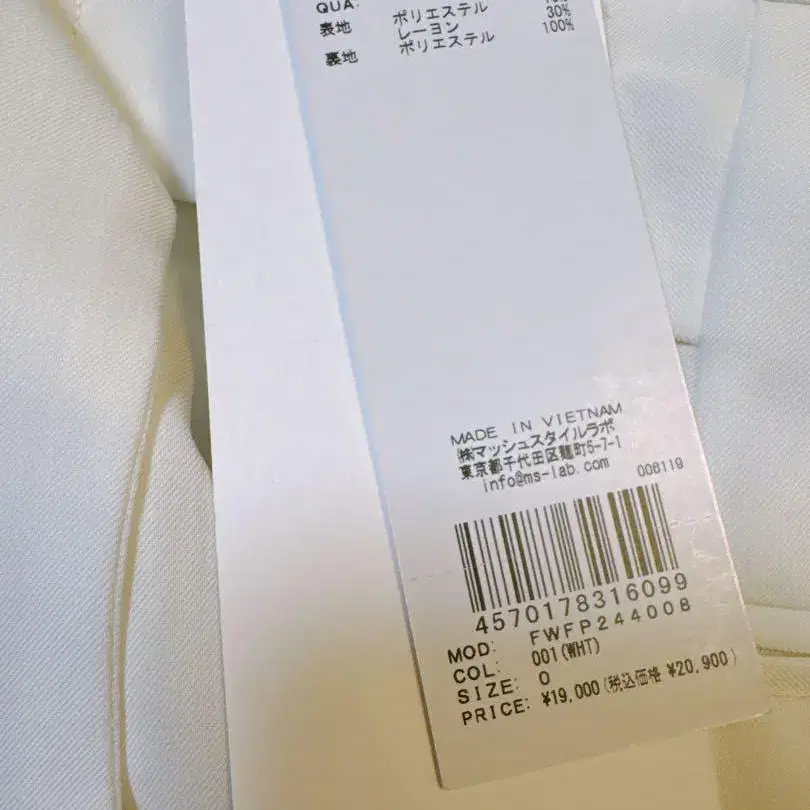 QUA:
表地 ポリエステル
レーヨン 30%
裏地 ポリエステル 100%
MADE IN VIETNAM
㈱マッシュスタイルラボ
東京都千代田区麹町5-7-1
info@ms-lab.com 008119
4570178316099
MOD: FWFP244008
COL: 001(WHT)
SIZE: 0
PRICE: ¥19,000(税込価格 ¥20,900)